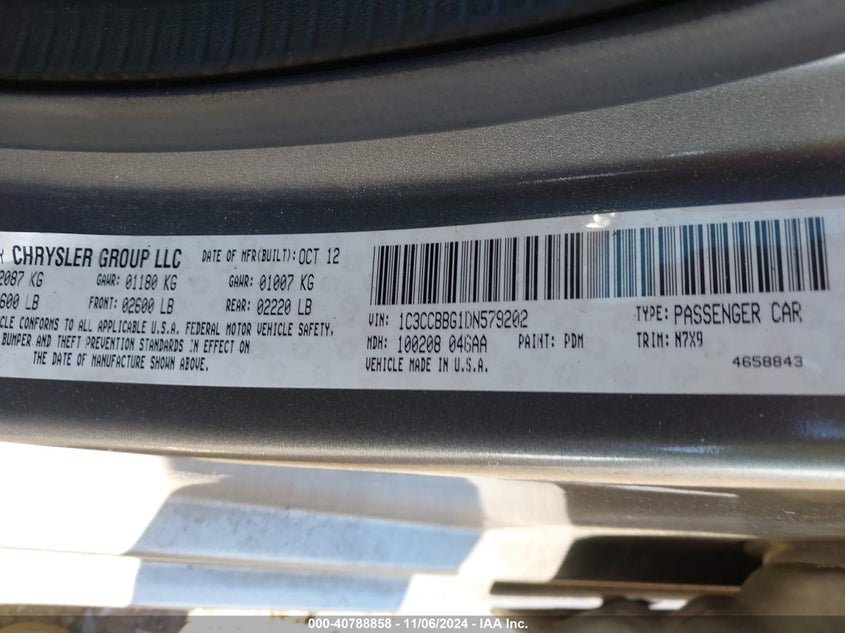 CHRYSLER GROUP LLC DATE OF MFR(BUILT): OCT 12
2087 KG GAWR: 01180 KG GAWR: 01007 KG
600 LB FRONT: 02600 LB REAR: 02220 LB
CONFORMS TO ALL APPLICABLE U.S.A. FEDERAL MOTOR VEHICLE SAFETY,
BUMPER AND THEFT PREVENTION STANDARDS IN EFFECT ON
THE DATE OF MANUFACTURE SHOWN ABOVE.
VIN: 1C3CCBBG1DN579202 TYPE: PASSENGER CAR
MDH: 100208 046AA PAINT: PDM TRIM: N7X9
VEHICLE MADE IN U.S.A. 4658843
000-40788858 - 11/06/2024 - IAA Inc.